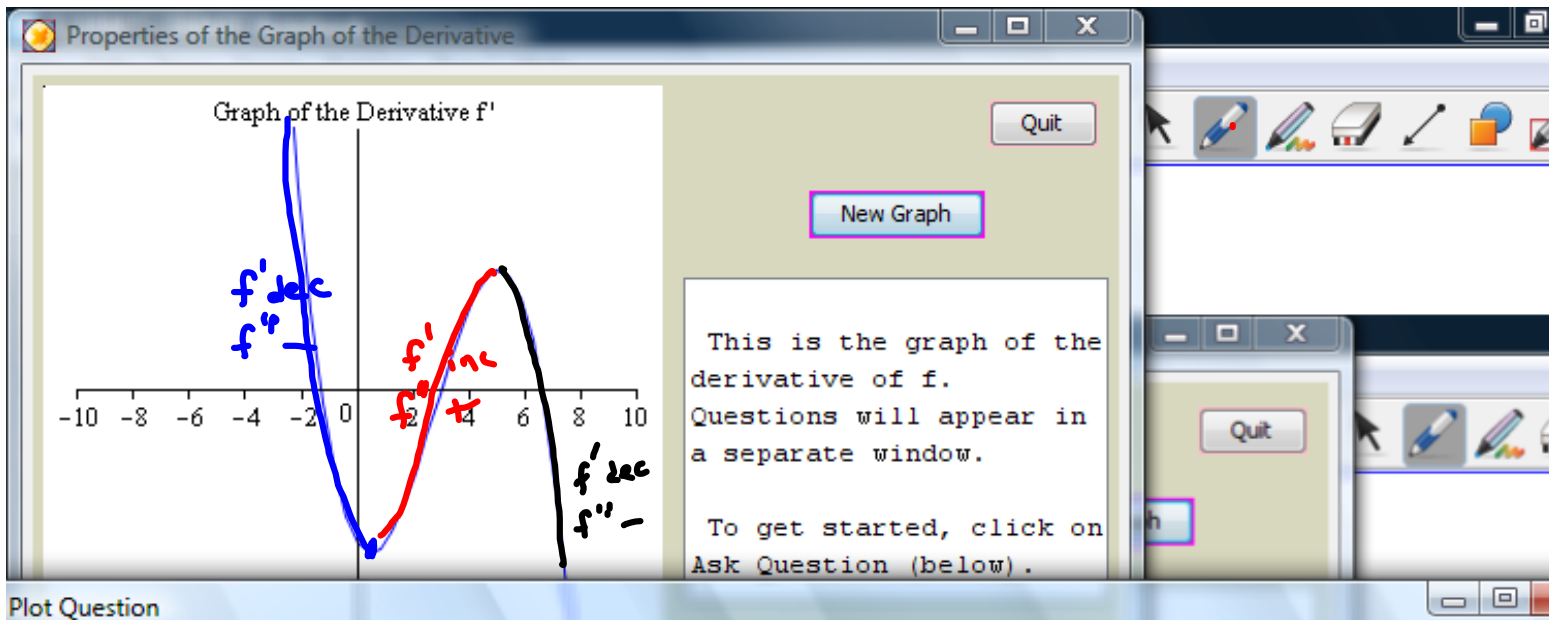 Properties of the Graph of the Derivative
Graph of the Derivative f'
Quit
New Graph
f' dec
f" −
f' inc
f" +
f' dec
f" −
-10 -8 -6 -4 -2 0 2 4 6 8 10
This is the graph of the
derivative of f.
Questions will appear in
a separate window.
To get started, click on
Ask Question (below).
Quit
h
Plot Question